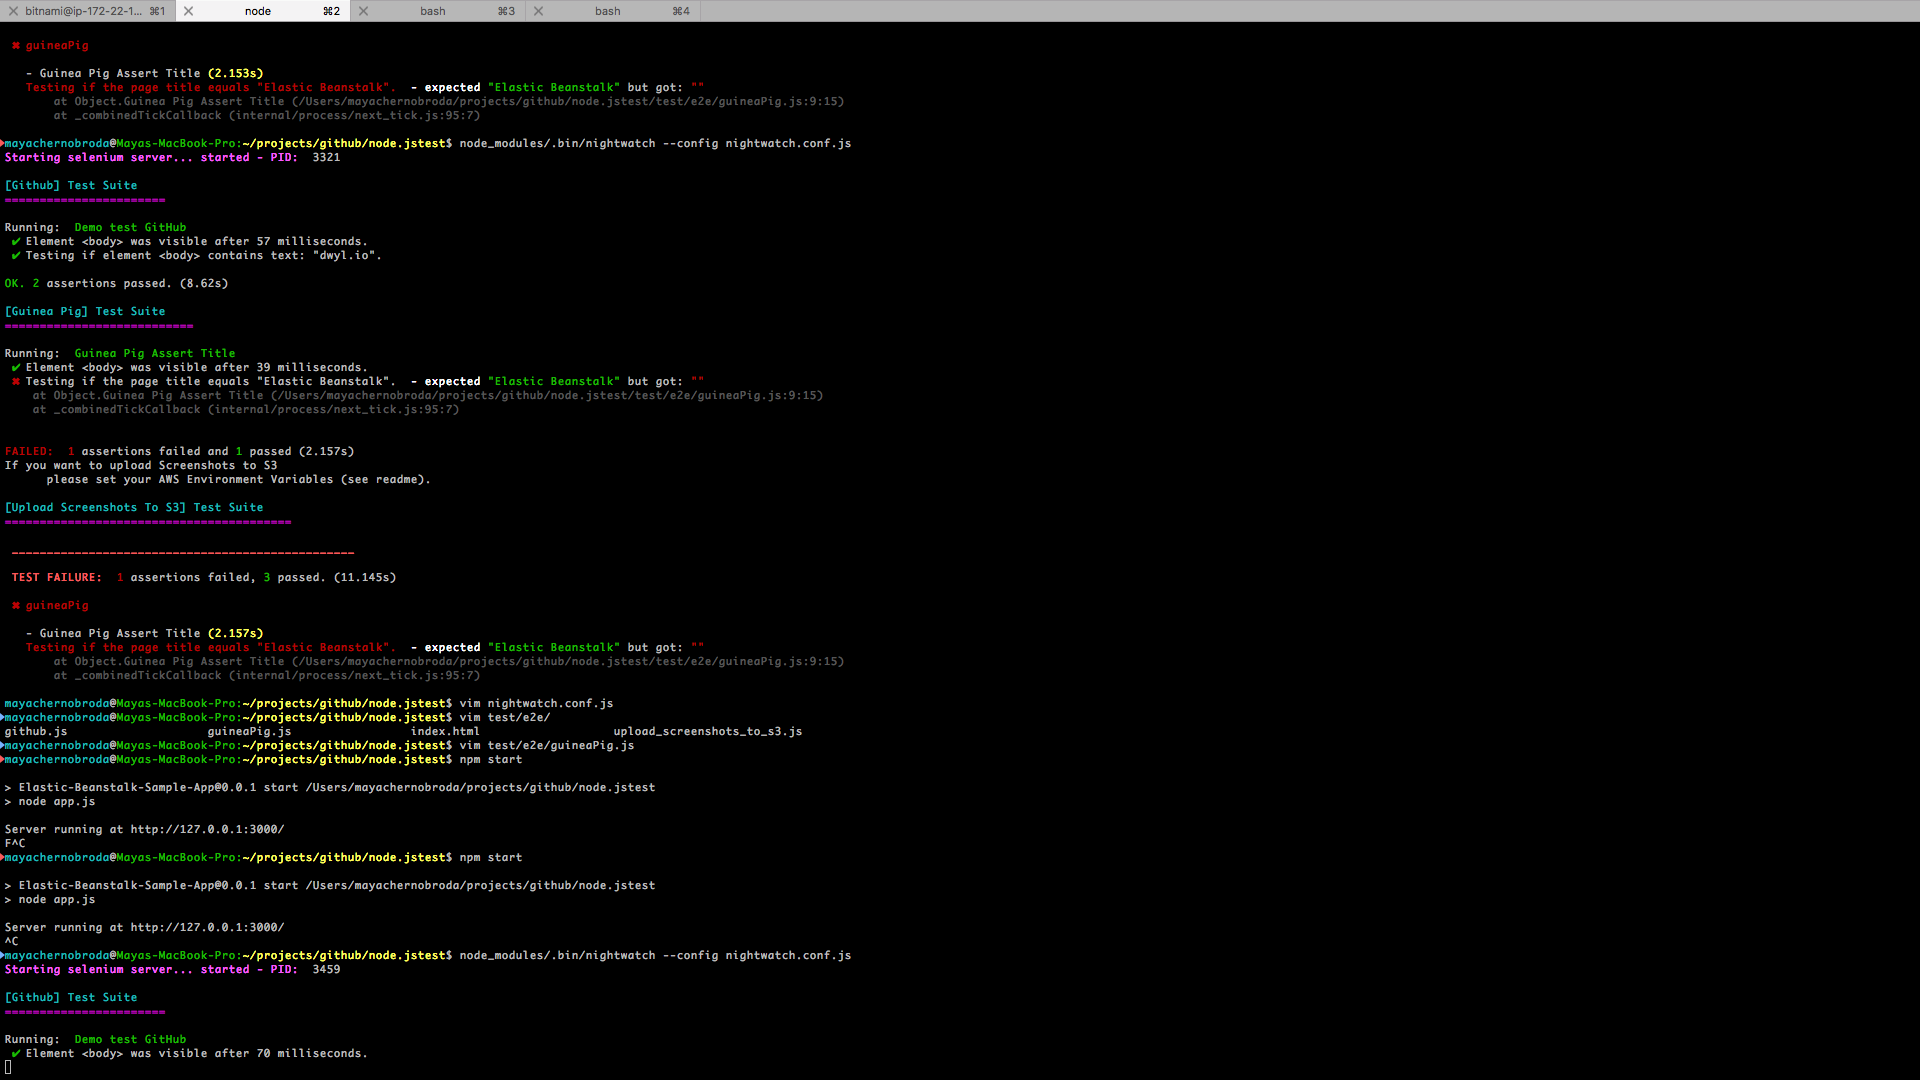 bitnami@ip-172-22-1... ⌘1 node ⌘2 bash ⌘3 bash ⌘4
✖ guineaPig
- Guinea Pig Assert Title (2.153s)
Testing if the page title equals "Elastic Beanstalk".  - expected "Elastic Beanstalk" but got: ""
at Object.Guinea Pig Assert Title (/Users/mayachernobroda/projects/github/node.jstest/test/e2e/guineaPig.js:9:15)
at _combinedTickCallback (internal/process/next_tick.js:95:7)
mayachernobroda@Mayas-MacBook-Pro:~/projects/github/node.jstest$ node_modules/.bin/nightwatch --config nightwatch.conf.js
Starting selenium server... started - PID:  3321
[Github] Test Suite
=======================
Running:  Demo test GitHub
✔ Element <body> was visible after 57 milliseconds.
✔ Testing if element <body> contains text: "dwyl.io".
OK. 2 assertions passed. (8.62s)
[Guinea Pig] Test Suite
===========================
Running:  Guinea Pig Assert Title
✔ Element <body> was visible after 39 milliseconds.
✖ Testing if the page title equals "Elastic Beanstalk".  - expected "Elastic Beanstalk" but got: ""
at Object.Guinea Pig Assert Title (/Users/mayachernobroda/projects/github/node.jstest/test/e2e/guineaPig.js:9:15)
at _combinedTickCallback (internal/process/next_tick.js:95:7)
FAILED:  1 assertions failed and 1 passed (2.157s)
If you want to upload Screenshots to S3
please set your AWS Environment Variables (see readme).
[Upload Screenshots To S3] Test Suite
=========================================
_________________________________________________
TEST FAILURE:  1 assertions failed, 3 passed. (11.145s)
✖ guineaPig
- Guinea Pig Assert Title (2.157s)
Testing if the page title equals "Elastic Beanstalk".  - expected "Elastic Beanstalk" but got: ""
at Object.Guinea Pig Assert Title (/Users/mayachernobroda/projects/github/node.jstest/test/e2e/guineaPig.js:9:15)
at _combinedTickCallback (internal/process/next_tick.js:95:7)
mayachernobroda@Mayas-MacBook-Pro:~/projects/github/node.jstest$ vim nightwatch.conf.js
mayachernobroda@Mayas-MacBook-Pro:~/projects/github/node.jstest$ vim test/e2e/
github.js guineaPig.js index.html upload_screenshots_to_s3.js
mayachernobroda@Mayas-MacBook-Pro:~/projects/github/node.jstest$ vim test/e2e/guineaPig.js
mayachernobroda@Mayas-MacBook-Pro:~/projects/github/node.jstest$ npm start
> Elastic-Beanstalk-Sample-App@0.0.1 start /Users/mayachernobroda/projects/github/node.jstest
> node app.js
Server running at http://127.0.0.1:3000/
F^C
mayachernobroda@Mayas-MacBook-Pro:~/projects/github/node.jstest$ npm start
> Elastic-Beanstalk-Sample-App@0.0.1 start /Users/mayachernobroda/projects/github/node.jstest
> node app.js
Server running at http://127.0.0.1:3000/
^C
mayachernobroda@Mayas-MacBook-Pro:~/projects/github/node.jstest$ node_modules/.bin/nightwatch --config nightwatch.conf.js
Starting selenium server... started - PID:  3459
[Github] Test Suite
=======================
Running:  Demo test GitHub
✔ Element <body> was visible after 70 milliseconds.